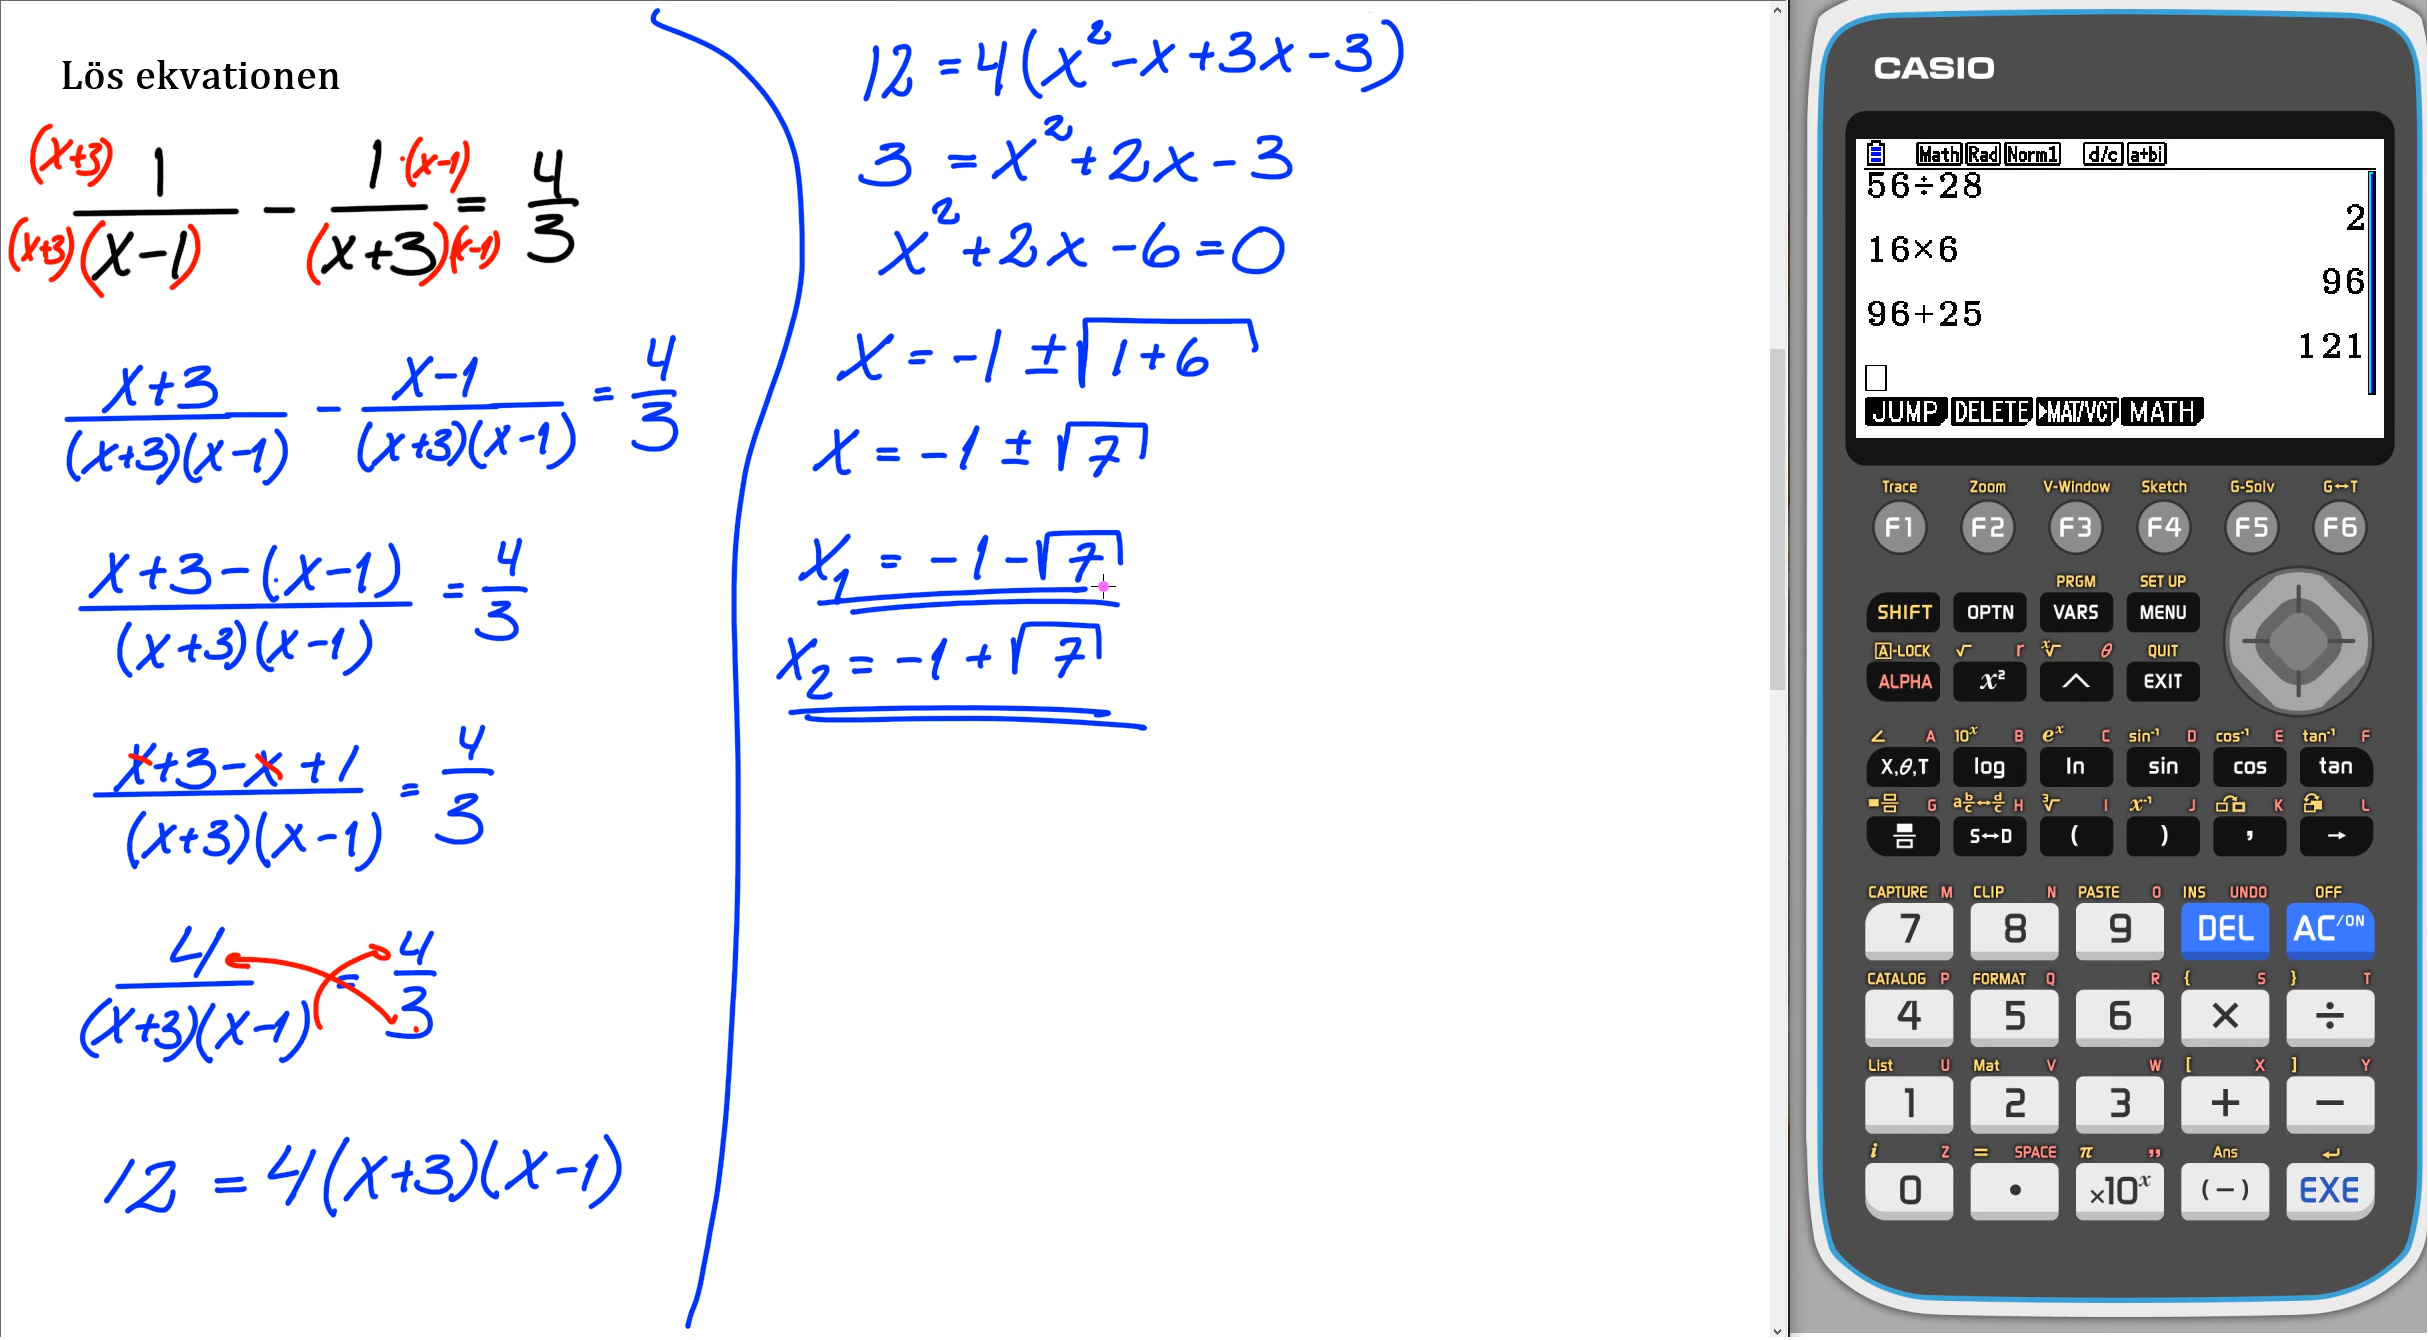 Lös ekvationen
(x+3) 1 / (x+3)(x-1) - 1 ·(x-1) / (x+3)(x-1) = 4/3
x+3 / (x+3)(x-1) - x-1 / (x+3)(x-1) = 4/3
x+3-(x-1) / (x+3)(x-1) = 4/3
x+3-x+1 / (x+3)(x-1) = 4/3
4 / (x+3)(x-1) = 4/3
12 = 4(x+3)(x-1)
12 = 4(x²-x+3x-3)
3 = x²+2x-3
x²+2x-6=0
x = -1 ± √1+6
x = -1 ± √7
x₁ = -1-√7
x₂ = -1+√7
CASIO
Math Rad Norm1 d/c a+bi
56÷28
2
16×6
96
96+25
121
JUMP DELETE ▶MAT/VCT MATH
Trace Zoom V-Window Sketch G-Solv G↔T
F1 F2 F3 F4 F5 F6
PRGM SET UP
SHIFT OPTN VARS MENU
A-LOCK √ r ˣ√ θ QUIT
ALPHA x² ^ EXIT
∠ A 10ˣ B eˣ C sin⁻¹ D cos⁻¹ E tan⁻¹ F
X,θ,T log ln sin cos tan
G a b/c↔d/c H ³√ I x⁻¹ J K L
S↔D ( ) , →
CAPTURE M CLIP N PASTE O INS UNDO OFF
7 8 9 DEL AC/ON
CATALOG P FORMAT Q R { S } T
4 5 6 × ÷
List U Mat V W [ X ] Y
1 2 3 + −
i Z = SPACE π " Ans ↵
0 • ×10ˣ (−) EXE